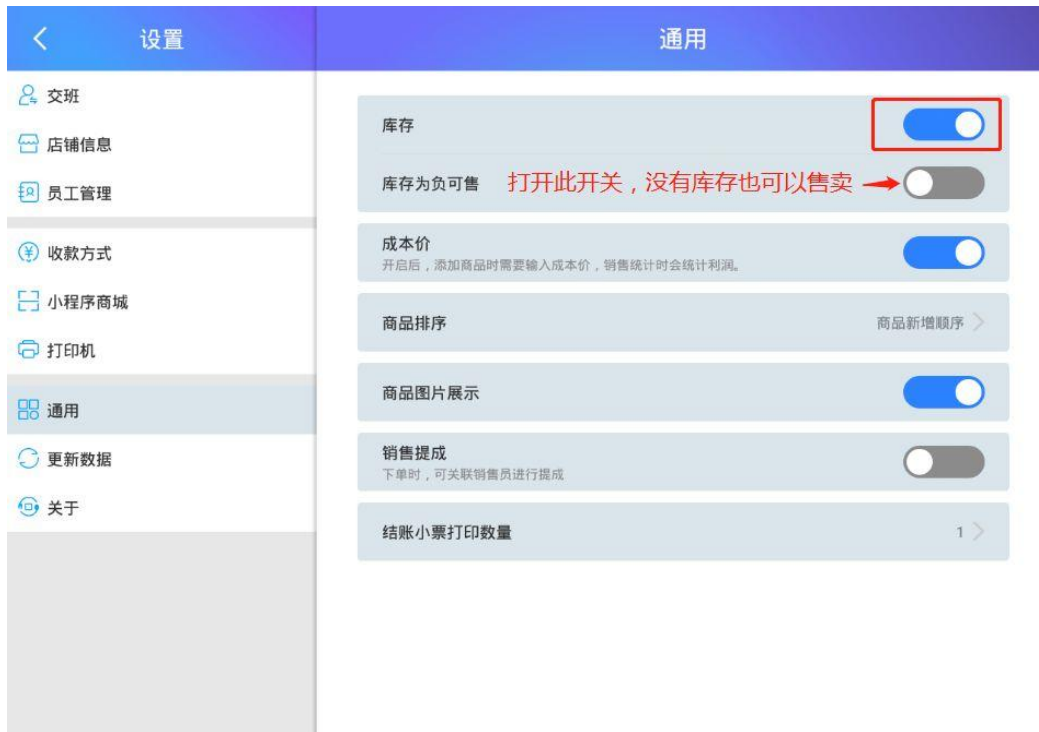 设置
通用
交班
店铺信息
员工管理
收款方式
小程序商城
打印机
通用
更新数据
关于
库存
库存为负可售 打开此开关，没有库存也可以售卖
成本价
开启后，添加商品时需要输入成本价，销售统计时会统计利润。
商品排序 商品新增顺序
商品图片展示
销售提成
下单时，可关联销售员进行提成
结账小票打印数量 1